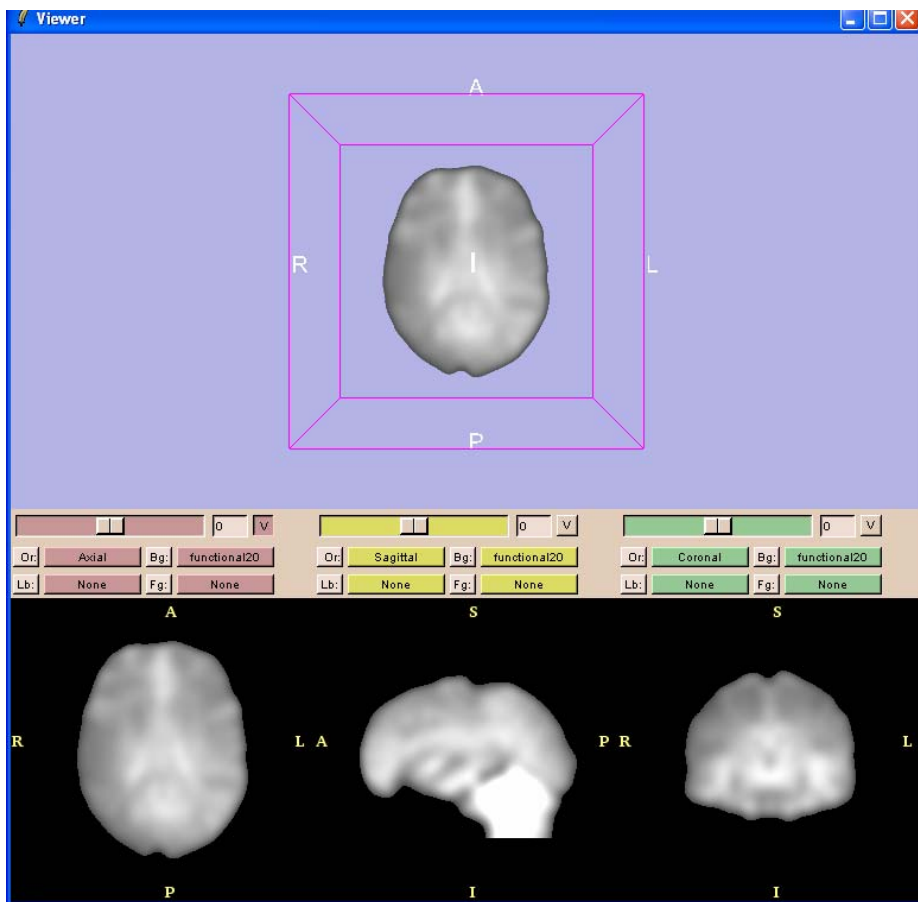 Viewer
A
R I L
P
0 V 0 V 0 V
Or: Axial Bg: functional20 Or: Sagittal Bg: functional20 Or: Coronal Bg: functional20
Lb: None Fg: None Lb: None Fg: None Lb: None Fg: None
A S S
R L A P R L
P I I